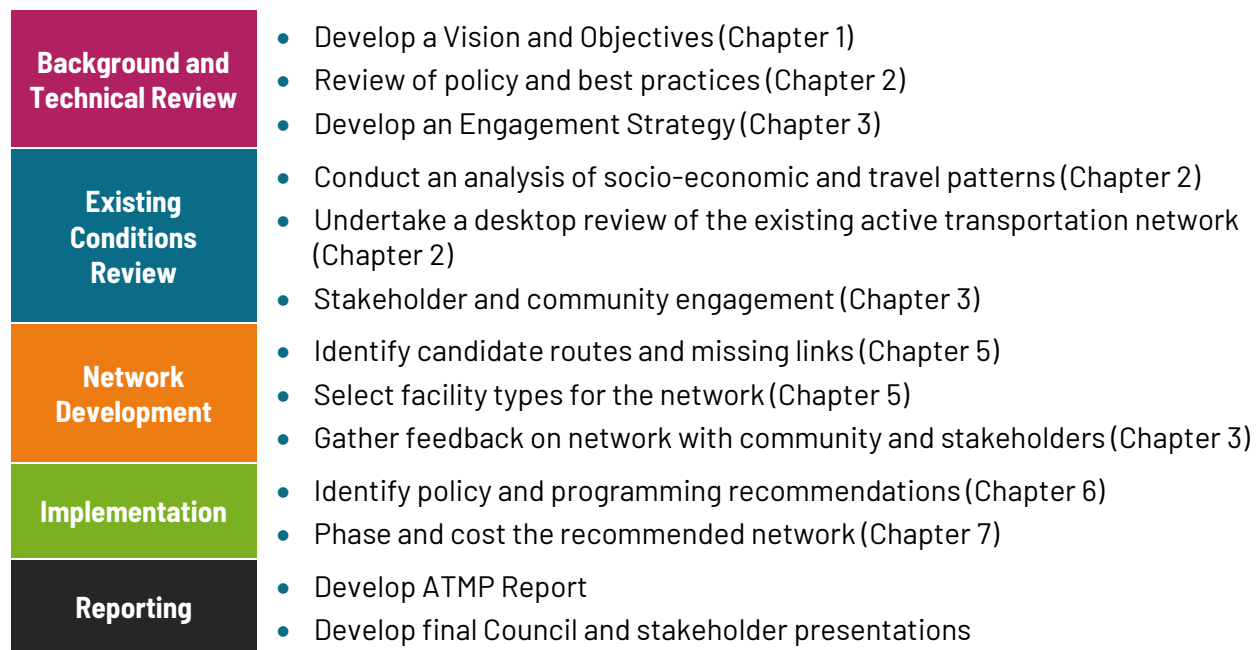 Background and
Technical Review
• Develop a Vision and Objectives (Chapter 1)
• Review of policy and best practices (Chapter 2)
• Develop an Engagement Strategy (Chapter 3)
Existing
Conditions
Review
• Conduct an analysis of socio-economic and travel patterns (Chapter 2)
• Undertake a desktop review of the existing active transportation network
(Chapter 2)
• Stakeholder and community engagement (Chapter 3)
Network
Development
• Identify candidate routes and missing links (Chapter 5)
• Select facility types for the network (Chapter 5)
• Gather feedback on network with community and stakeholders (Chapter 3)
Implementation
• Identify policy and programming recommendations (Chapter 6)
• Phase and cost the recommended network (Chapter 7)
Reporting
• Develop ATMP Report
• Develop final Council and stakeholder presentations